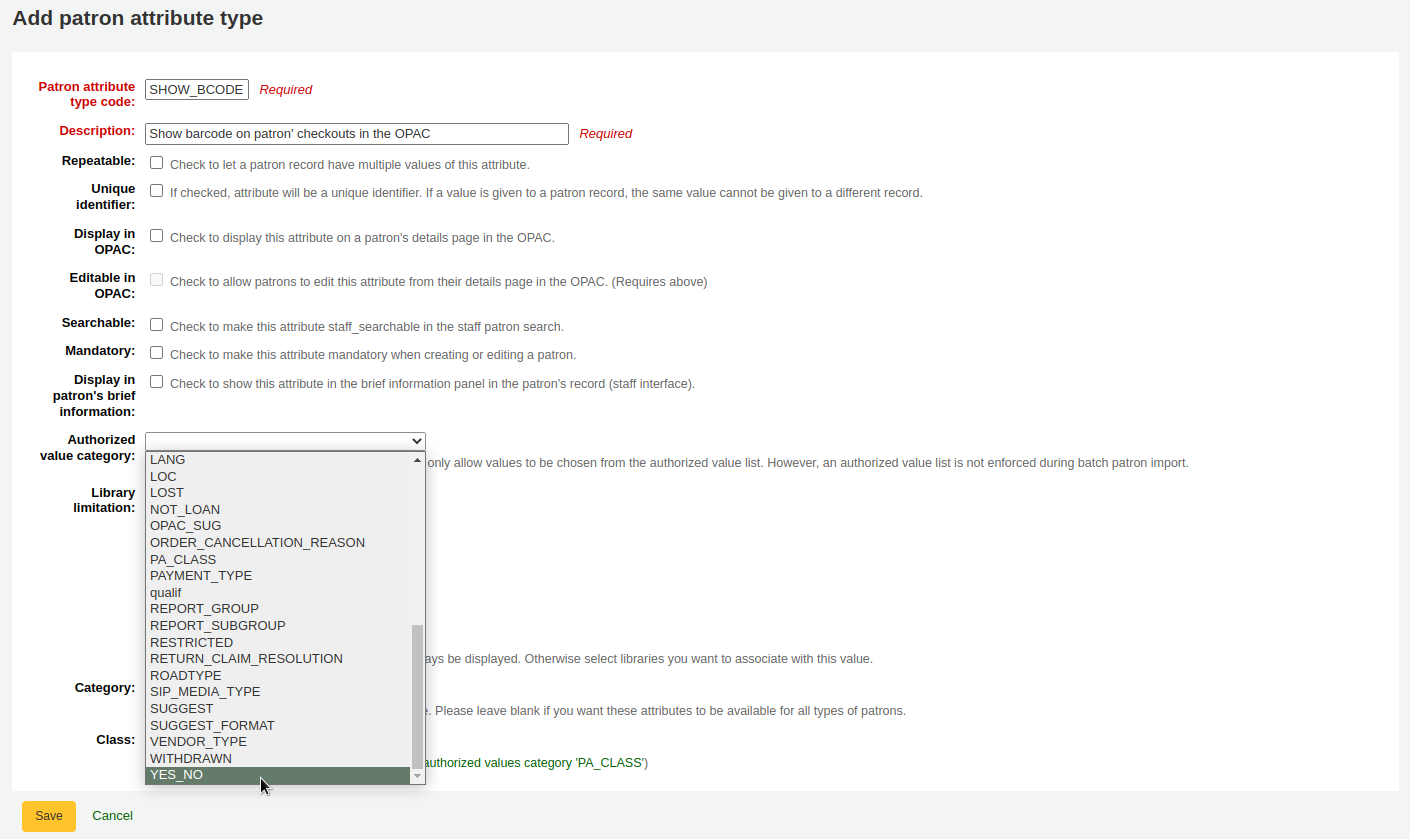 Add patron attribute type
Patron attribute type code: SHOW_BCODE Required
Description: Show barcode on patron' checkouts in the OPAC Required
Repeatable: Check to let a patron record have multiple values of this attribute.
Unique identifier: If checked, attribute will be a unique identifier. If a value is given to a patron record, the same value cannot be given to a different record.
Display in OPAC: Check to display this attribute on a patron's details page in the OPAC.
Editable in OPAC: Check to allow patrons to edit this attribute from their details page in the OPAC. (Requires above)
Searchable: Check to make this attribute staff_searchable in the staff patron search.
Mandatory: Check to make this attribute mandatory when creating or editing a patron.
Display in patron's brief information: Check to show this attribute in the brief information panel in the patron's record (staff interface).
Authorized value category:
only allow values to be chosen from the authorized value list. However, an authorized value list is not enforced during batch patron import.
LANG
LOC
LOST
NOT_LOAN
OPAC_SUG
ORDER_CANCELLATION_REASON
PA_CLASS
PAYMENT_TYPE
qualif
REPORT_GROUP
REPORT_SUBGROUP
RESTRICTED
RETURN_CLAIM_RESOLUTION
ROADTYPE
SIP_MEDIA_TYPE
SUGGEST
SUGGEST_FORMAT
VENDOR_TYPE
WITHDRAWN
YES_NO
Library limitation:
be displayed. Otherwise select libraries you want to associate with this value.
Category:
Please leave blank if you want these attributes to be available for all types of patrons.
Class:
authorized values category 'PA_CLASS')
Save Cancel